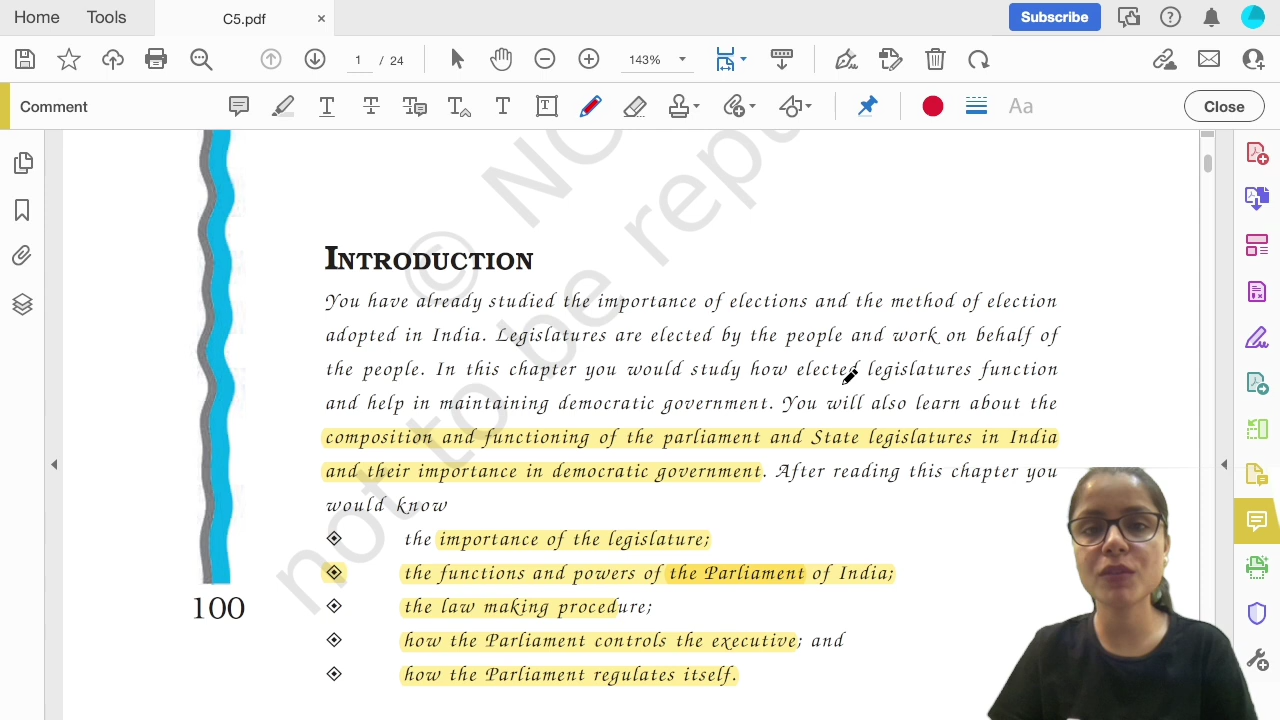 Home
Tools
C5.pdf
×
Subscribe
1 / 24
143%
Comment
Aa
Close
© NO
not to be repu
INTRODUCTION
You have already studied the importance of elections and the method of election
adopted in India. Legislatures are elected by the people and work on behalf of
the people. In this chapter you would study how elected legislatures function
and help in maintaining democratic government. You will also learn about the
composition and functioning of the parliament and State legislatures in India
and their importance in democratic government. After reading this chapter you
would know
the importance of the legislature;
the functions and powers of the Parliament of India;
the law making procedure;
how the Parliament controls the executive; and
how the Parliament regulates itself.
100